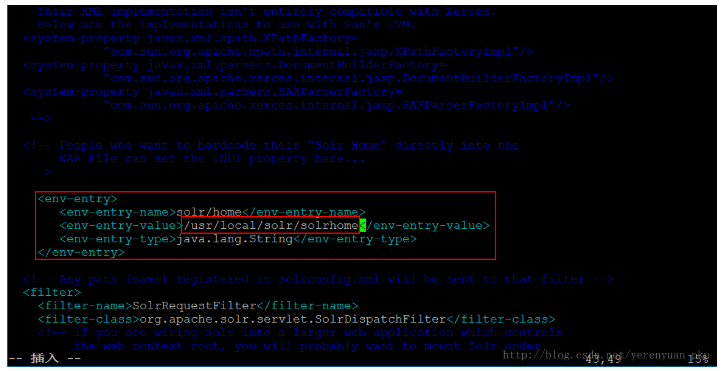 Their XML implementation isn't entirely compatible with Xerces.
Below are the implementations to use with Sun's JVM.
<system-property javax.xml.xpath.XPathFactory=
"com.sun.org.apache.xpath.internal.jaxp.XPathFactoryImpl"/>
<system-property javax.xml.parsers.DocumentBuilderFactory=
"com.sun.org.apache.xerces.internal.jaxp.DocumentBuilderFactoryImpl"/>
<system-property javax.xml.parsers.SAXParserFactory=
"com.sun.org.apache.xerces.internal.jaxp.SAXParserFactoryImpl"/>
-->
<!-- People who want to hardcode their "Solr Home" directly into the
WAR File can set the JNDI property here...
-->
<env-entry>
<env-entry-name>solr/home</env-entry-name>
<env-entry-value>/usr/local/solr/solrhome</env-entry-value>
<env-entry-type>java.lang.String</env-entry-type>
</env-entry>
<!-- Any path (name) registered in solrconfig.xml will be sent to that filter -->
<filter>
<filter-name>SolrRequestFilter</filter-name>
<filter-class>org.apache.solr.servlet.SolrDispatchFilter</filter-class>
<!-- If you are wiring Solr into a larger web application which controls
the web context root, you will probably want to mount Solr under
-- 插入 --
43,49
15%
http://blog.csdn.net/yerenyuan_pku